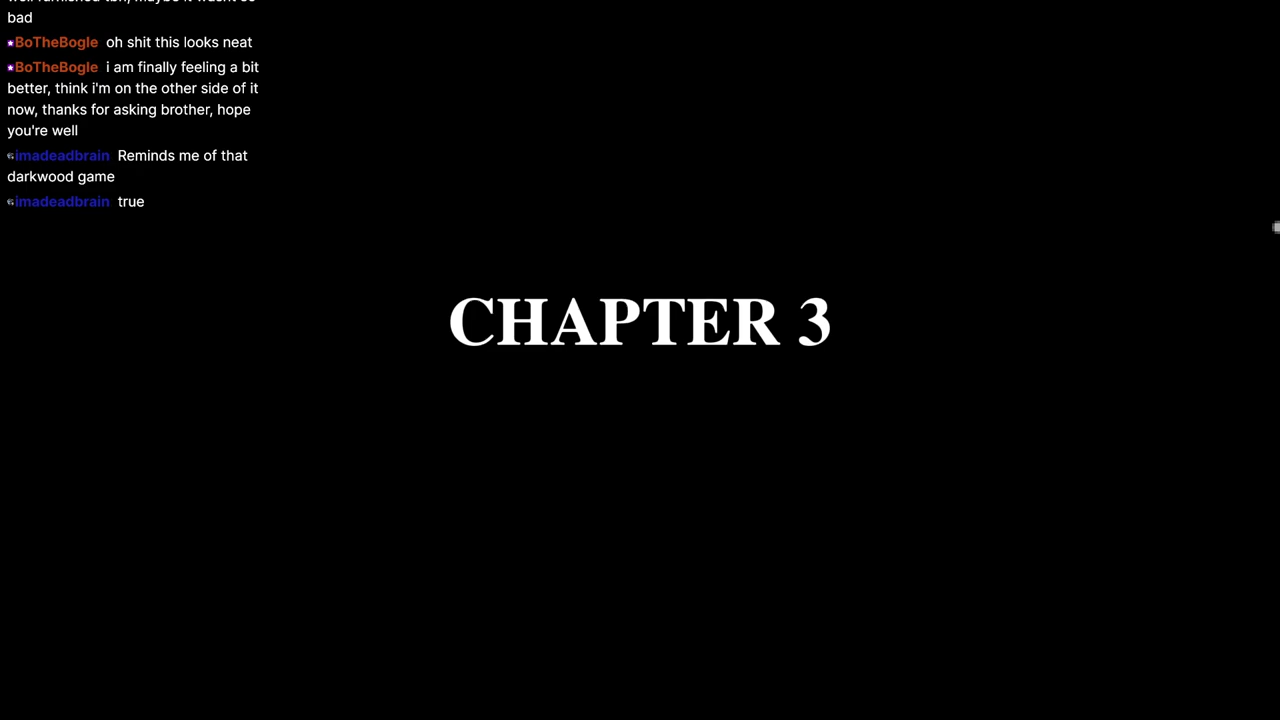 bad
BoTheBogle oh shit this looks neat
BoTheBogle i am finally feeling a bit
better, think i'm on the other side of it
now, thanks for asking brother, hope
you're well
imadeadbrain Reminds me of that
darkwood game
imadeadbrain true
CHAPTER 3